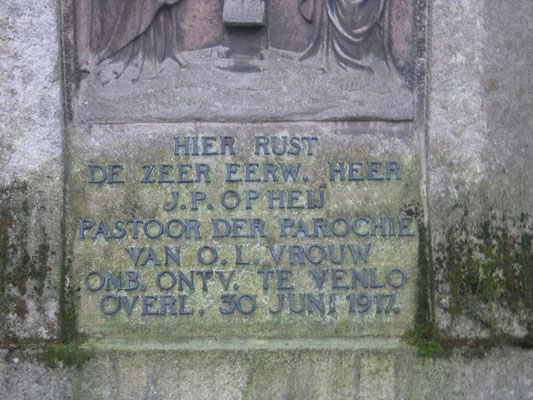 HIER RUST
DE ZEER EERW. HEER
J.P. OPHEIJ
PASTOOR DER PAROCHIE
VAN O. L. VROUW
ONB. ONTV. TE VENLO
OVERL. 30 JUNI 1917.